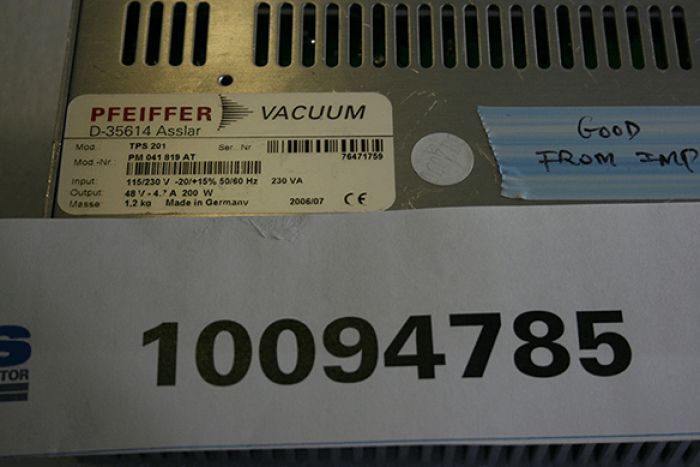 PFEIFFER VACUUM
D-35614 Asslar
Mod. TPS 201 Ser. Nr
Mod.-Nr.: PM 041 819 AT 76471759
Input: 115/230 V -20/+15% 50/60 Hz 230 VA
Output: 48 V - 4.2 A 200 W
Masse: 1,2 kg Made in Germany 2006/07 CE
GOOD
FROM IMP
10094785
S
TOR